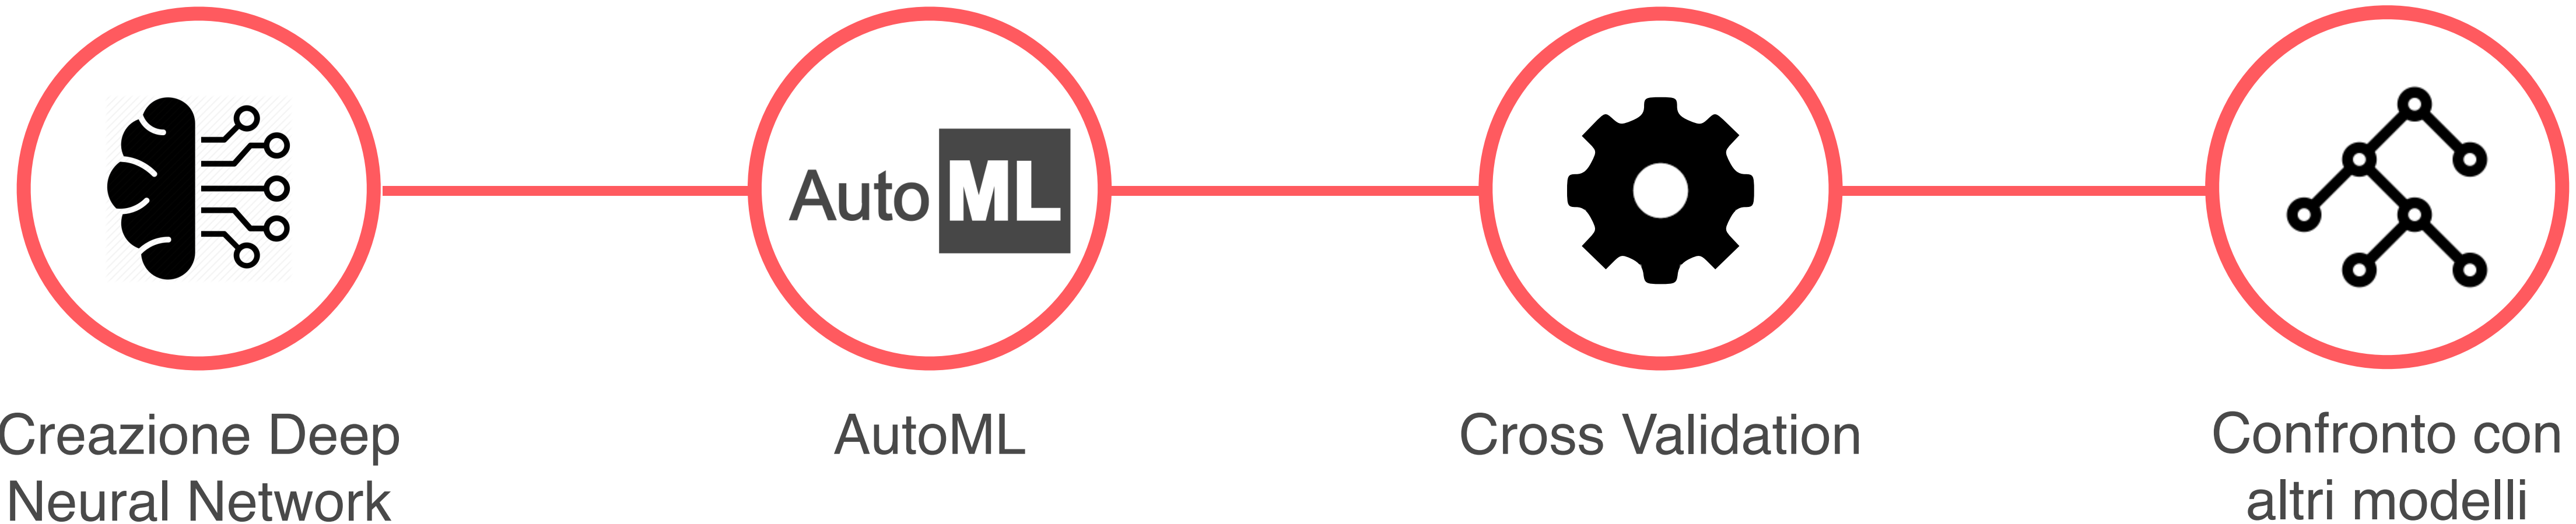 Auto ML
Creazione Deep
Neural Network
AutoML
Cross Validation
Confronto con
altri modelli